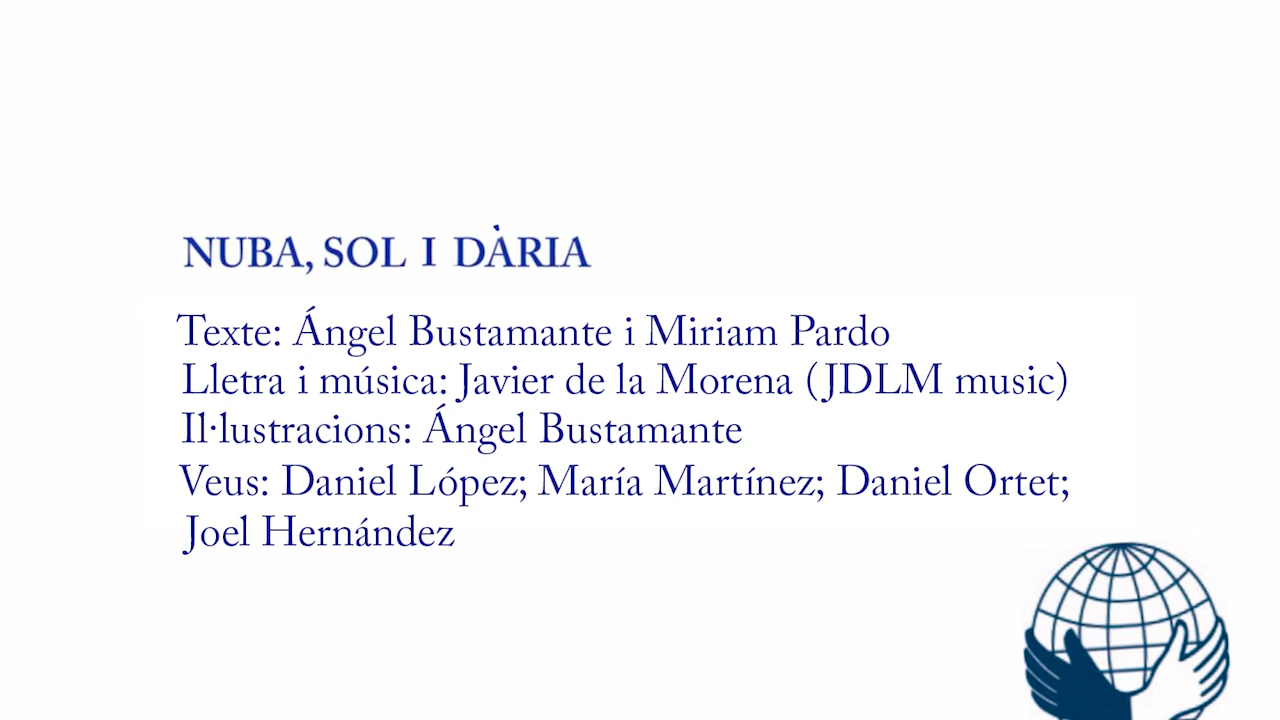 NUBA, SOL I DÀRIA
Texte: Ángel Bustamante i Miriam Pardo
Lletra i música: Javier de la Morena (JDLM music)
Il·lustracions: Ángel Bustamante
Veus: Daniel López; María Martínez; Daniel Ortet;
Joel Hernández